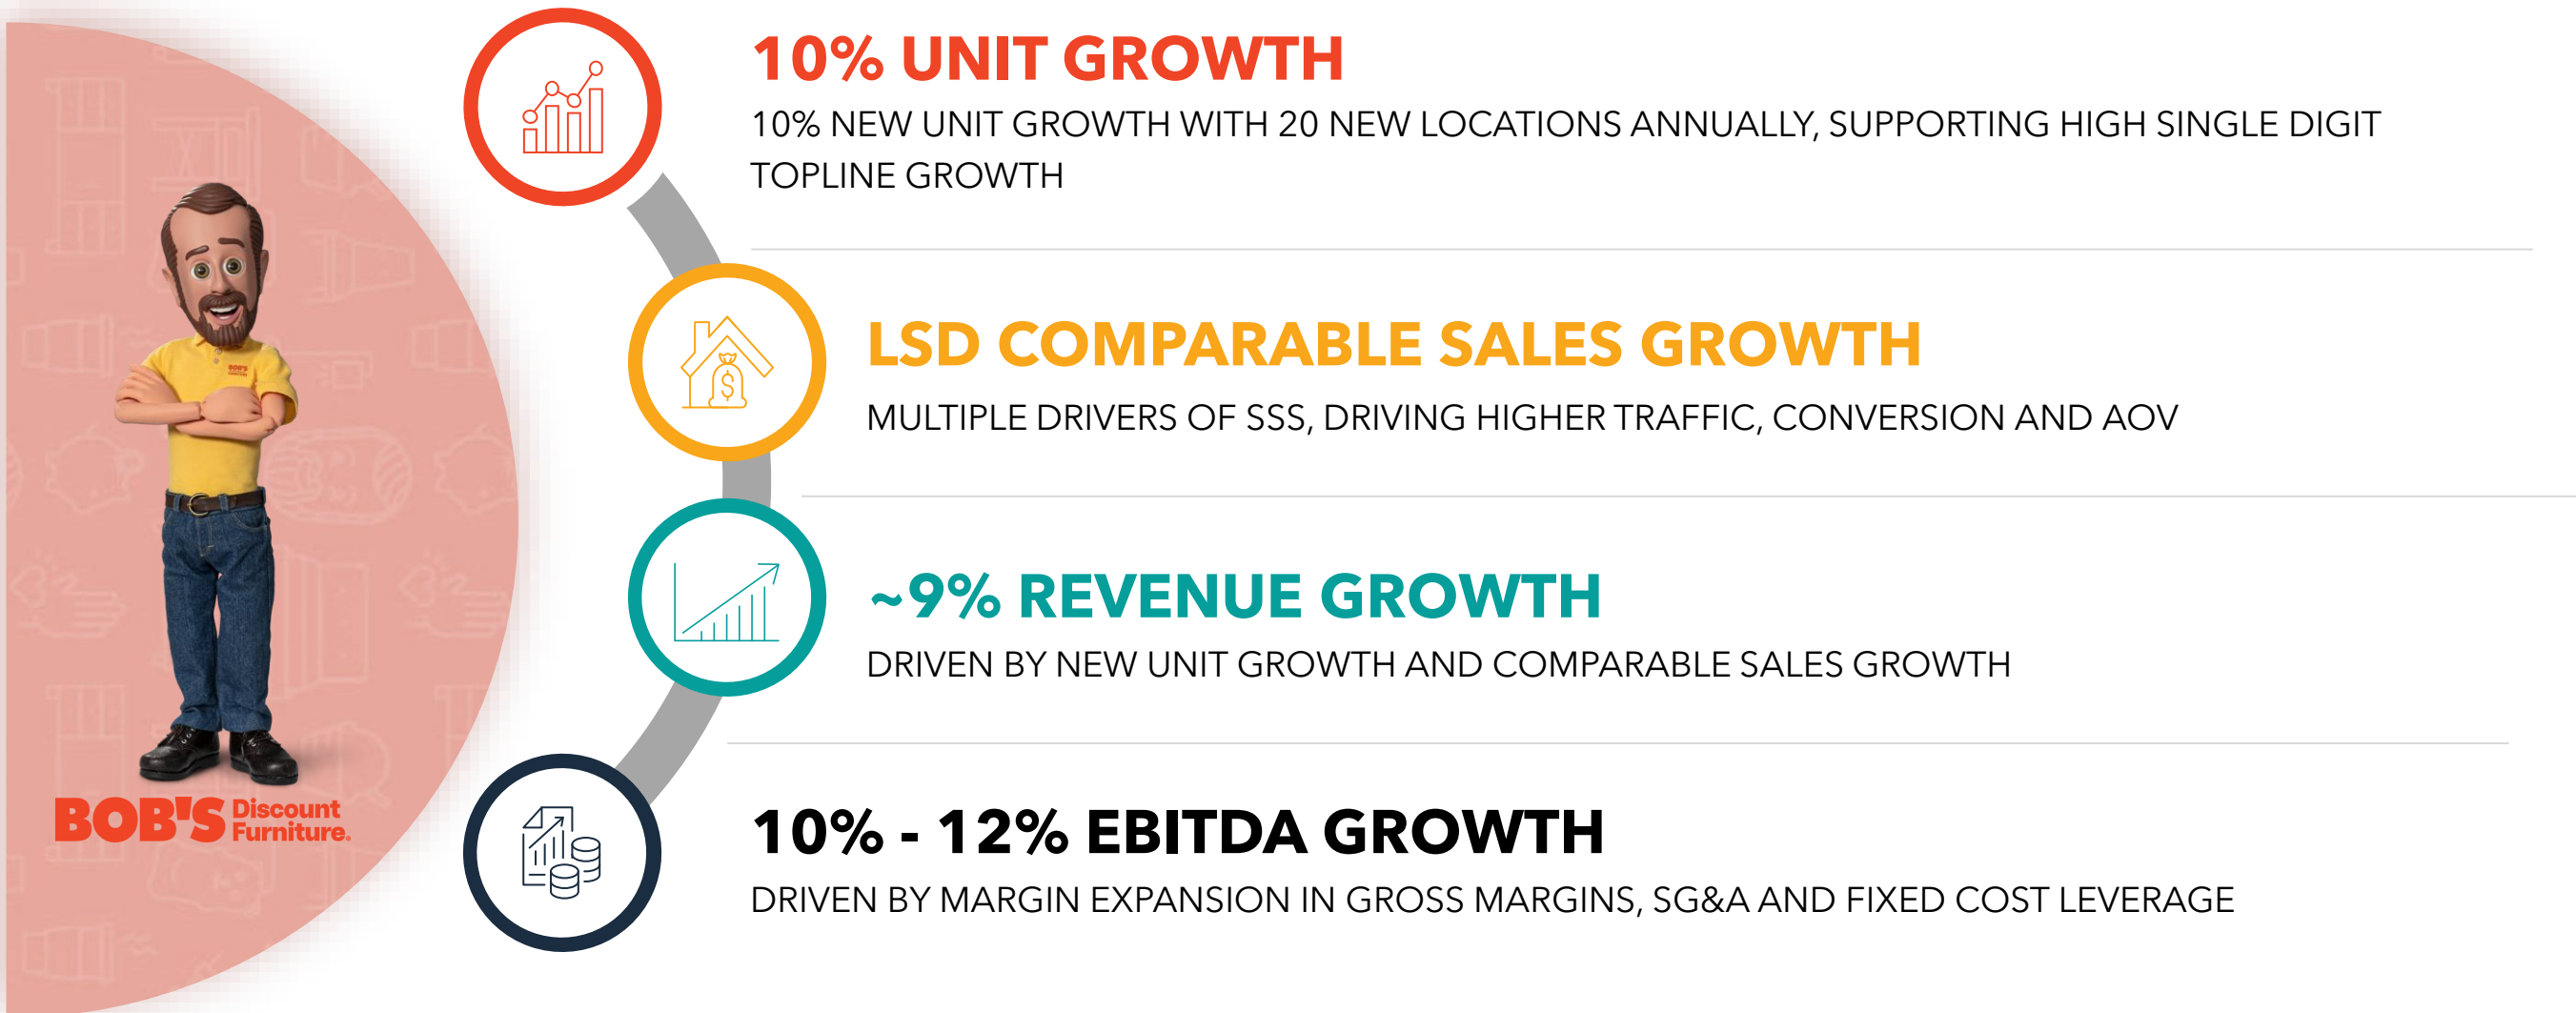 10% UNIT GROWTH
10% NEW UNIT GROWTH WITH 20 NEW LOCATIONS ANNUALLY, SUPPORTING HIGH SINGLE DIGIT
TOPLINE GROWTH
LSD COMPARABLE SALES GROWTH
MULTIPLE DRIVERS OF SSS, DRIVING HIGHER TRAFFIC, CONVERSION AND AOV
~9% REVENUE GROWTH
DRIVEN BY NEW UNIT GROWTH AND COMPARABLE SALES GROWTH
10% - 12% EBITDA GROWTH
DRIVEN BY MARGIN EXPANSION IN GROSS MARGINS, SG&A AND FIXED COST LEVERAGE
BOB'S
BOB'S Discount
Furniture.